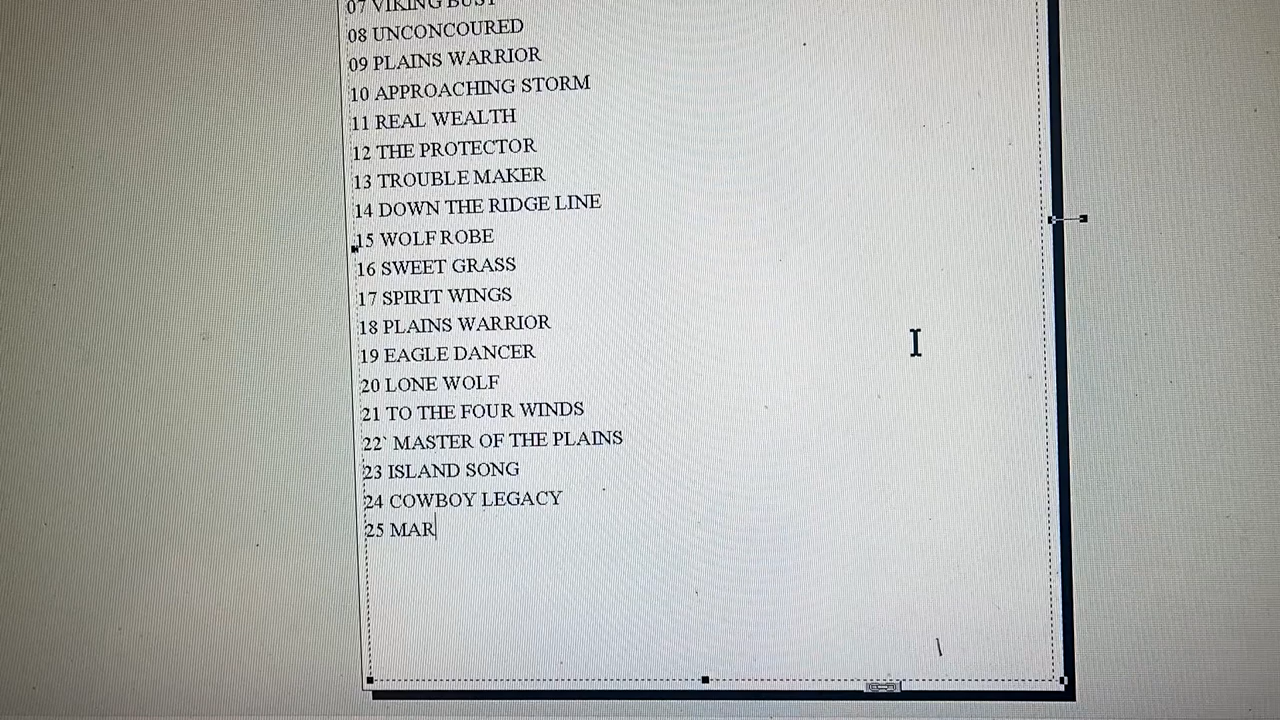 07 VIKING BUST
08 UNCONCOURED
09 PLAINS WARRIOR
10 APPROACHING STORM
11 REAL WEALTH
12 THE PROTECTOR
13 TROUBLE MAKER
14 DOWN THE RIDGE LINE
15 WOLF ROBE
16 SWEET GRASS
17 SPIRIT WINGS
18 PLAINS WARRIOR
19 EAGLE DANCER
20 LONE WOLF
21 TO THE FOUR WINDS
22` MASTER OF THE PLAINS
23 ISLAND SONG
24 COWBOY LEGACY
25 MAR